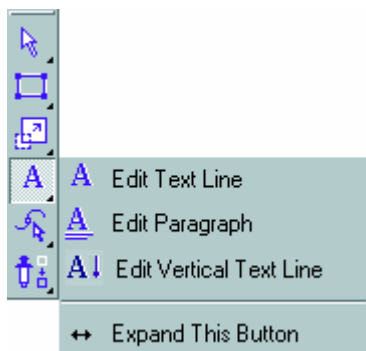 Edit Text Line
Edit Paragraph
Edit Vertical Text Line
Expand This Button